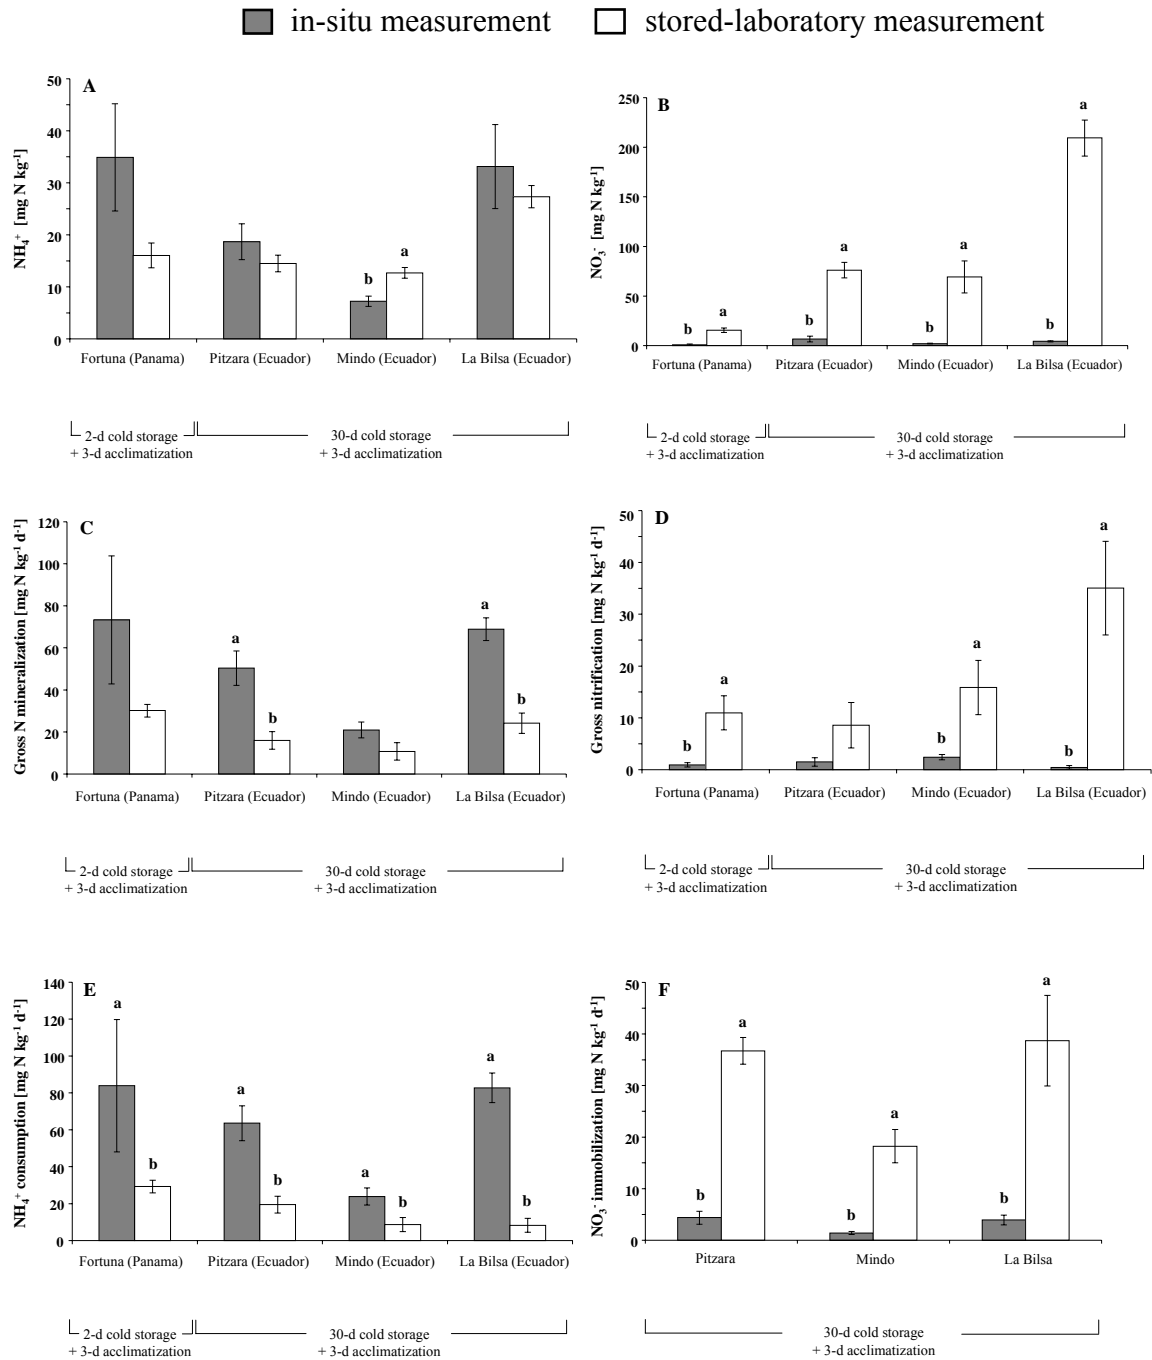 in-situ measurement stored-laboratory measurement
A
NH₄⁺ [mg N kg⁻¹]
50
40
30
20
10
0
b a
Fortuna (Panama) Pitzara (Ecuador) Mindo (Ecuador) La Bilsa (Ecuador)
2-d cold storage 30-d cold storage
+ 3-d acclimatization + 3-d acclimatization
B
NO₃⁻ [mg N kg⁻¹]
250
200
150
100
50
0
b a b a b a b a
Fortuna (Panama) Pitzara (Ecuador) Mindo (Ecuador) La Bilsa (Ecuador)
2-d cold storage 30-d cold storage
+ 3-d acclimatization + 3-d acclimatization
C
Gross N mineralization [mg N kg⁻¹ d⁻¹]
120
100
80
60
40
20
0
a b a b
Fortuna (Panama) Pitzara (Ecuador) Mindo (Ecuador) La Bilsa (Ecuador)
2-d cold storage 30-d cold storage
+ 3-d acclimatization + 3-d acclimatization
D
Gross nitrification [mg N kg⁻¹ d⁻¹]
50
40
30
20
10
0
b a b a b a
Fortuna (Panama) Pitzara (Ecuador) Mindo (Ecuador) La Bilsa (Ecuador)
2-d cold storage 30-d cold storage
+ 3-d acclimatization + 3-d acclimatization
E
NH₄⁺ consumption [mg N kg⁻¹ d⁻¹]
140
120
100
80
60
40
20
0
a b a b a b a b
Fortuna (Panama) Pitzara (Ecuador) Mindo (Ecuador) La Bilsa (Ecuador)
2-d cold storage 30-d cold storage
+ 3-d acclimatization + 3-d acclimatization
F
NO₃⁻ immobilization [mg N kg⁻¹ d⁻¹]
50
40
30
20
10
0
b a b a b a
Pitzara Mindo La Bilsa
30-d cold storage
+ 3-d acclimatization